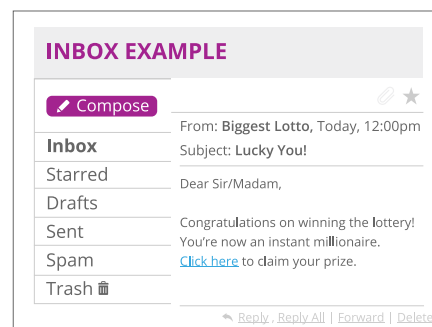 INBOX EXAMPLE
Compose
Inbox
Starred
Drafts
Sent
Spam
Trash
From: Biggest Lotto, Today, 12:00pm
Subject: Lucky You!
Dear Sir/Madam,
Congratulations on winning the lottery!
You're now an instant millionaire.
Click here to claim your prize.
Reply , Reply All | Forward | Delete